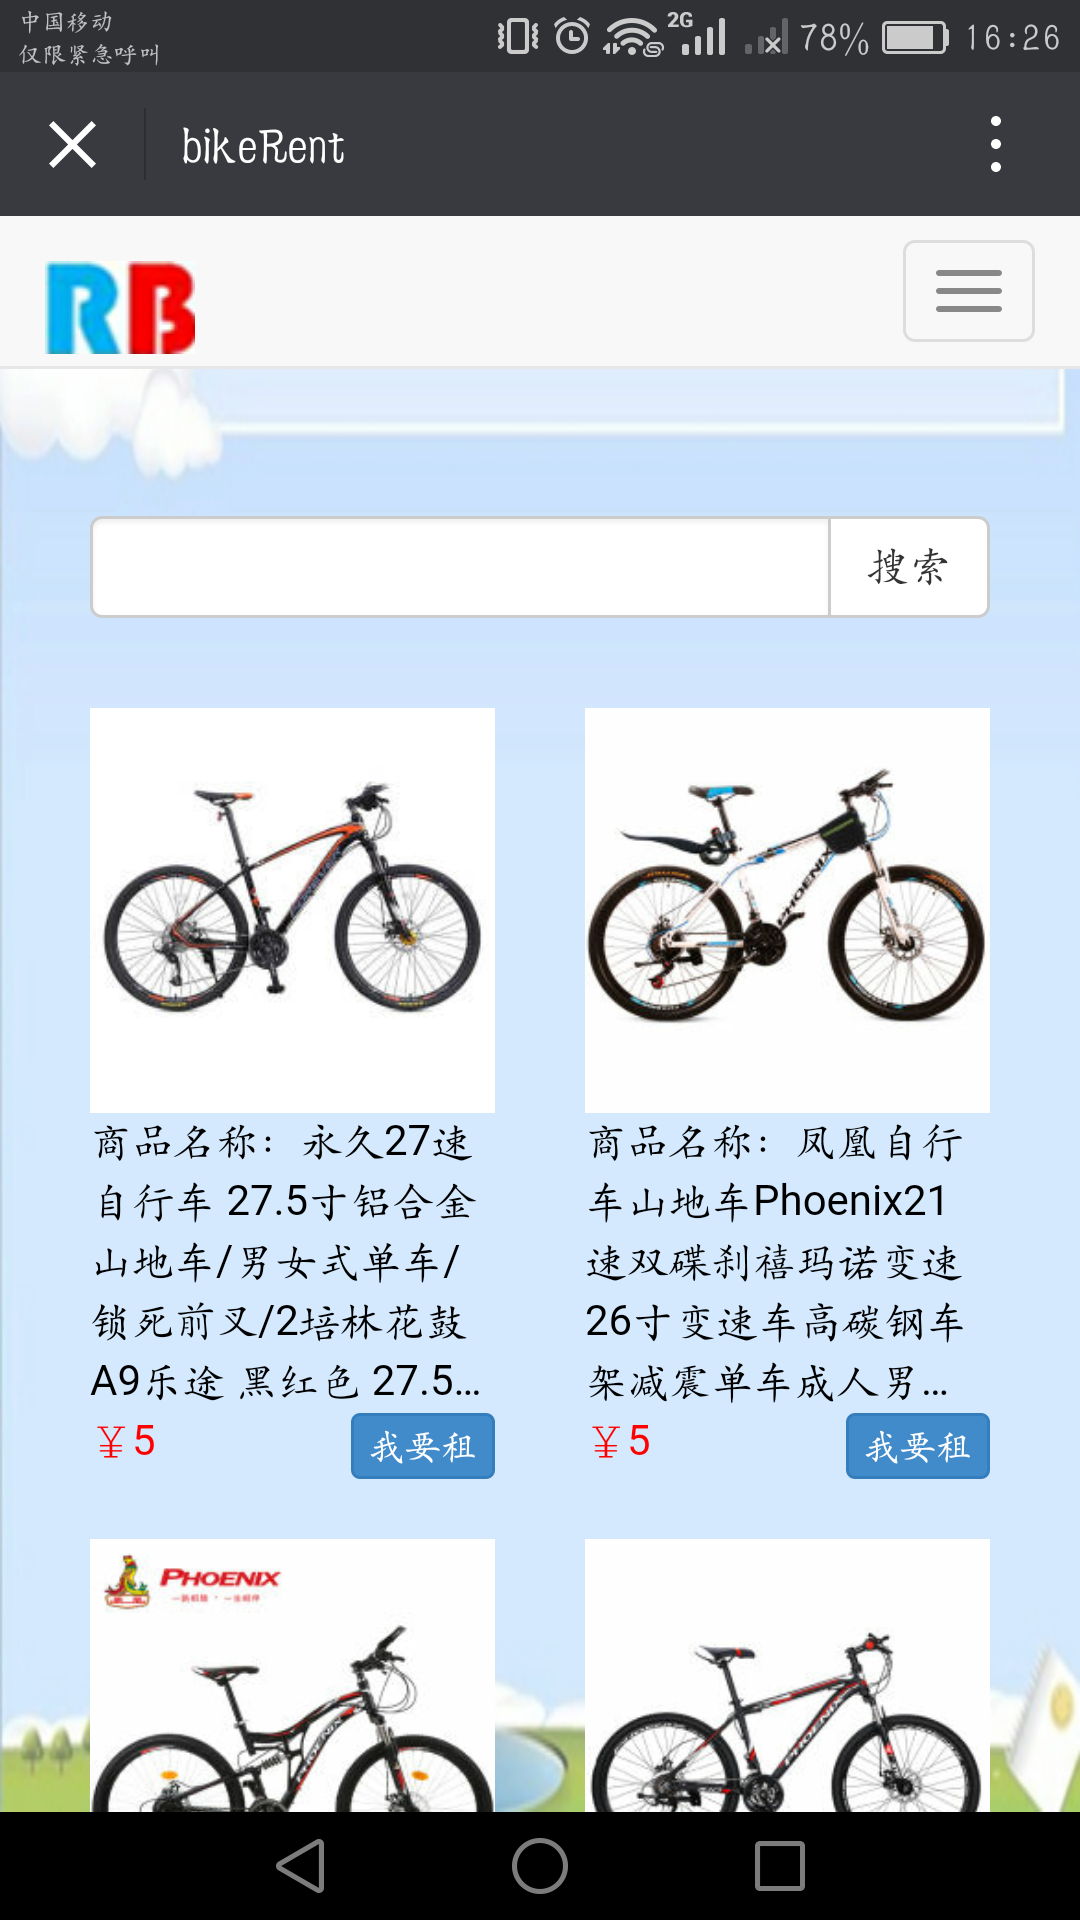 中国移动
仅限紧急呼叫
2G
78%
16:26
bikeRent
RB
搜索
PHOENIX
商品名称：永久27速
自行车 27.5寸铝合金
山地车/男女式单车/
锁死前叉/2培林花鼓
A9乐途 黑红色 27.5...
￥5
我要租
商品名称：凤凰自行
车山地车Phoenix21
速双碟刹禧玛诺变速
26寸变速车高碳钢车
架减震单车成人男...
￥5
我要租
PHOENIX
PHOENIX
PHOENIX